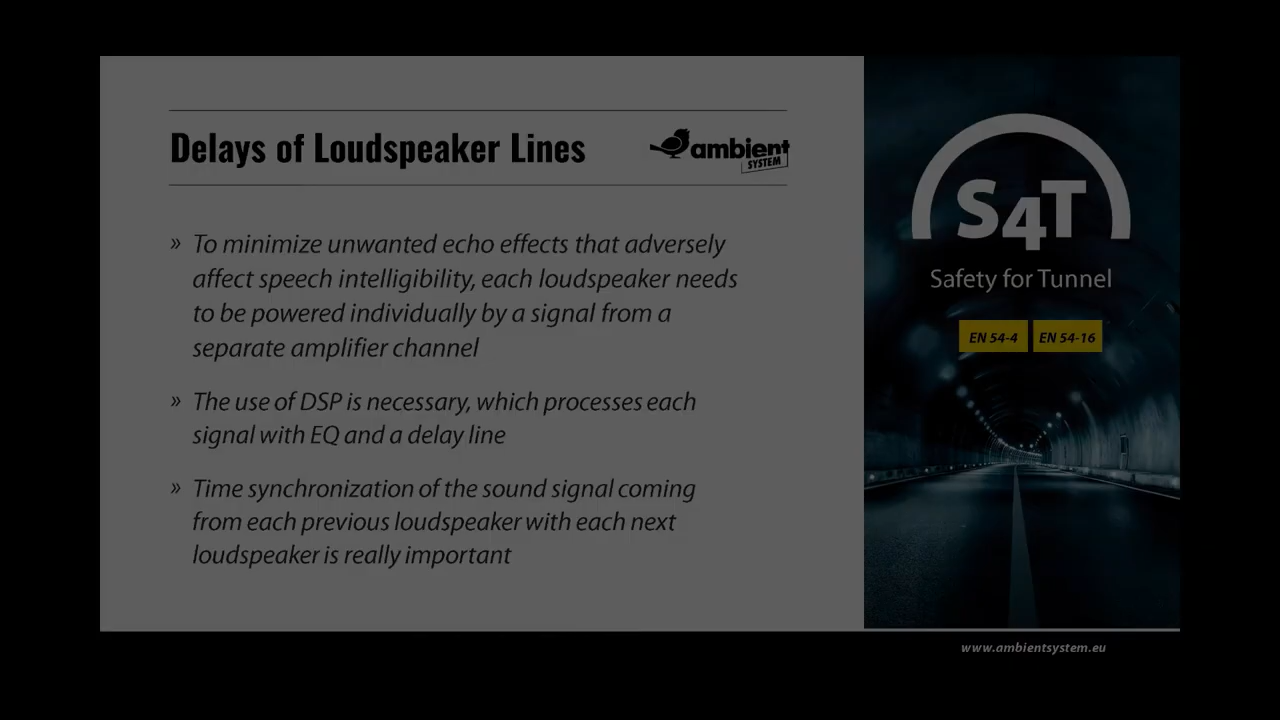 Delays of Loudspeaker Lines
ambient
SYSTEM
» To minimize unwanted echo effects that adversely
affect speech intelligibility, each loudspeaker needs
to be powered individually by a signal from a
separate amplifier channel
» The use of DSP is necessary, which processes each
signal with EQ and a delay line
» Time synchronization of the sound signal coming
from each previous loudspeaker with each next
loudspeaker is really important
S4T
Safety for Tunnel
EN 54-4 EN 54-16
www.ambientsystem.eu